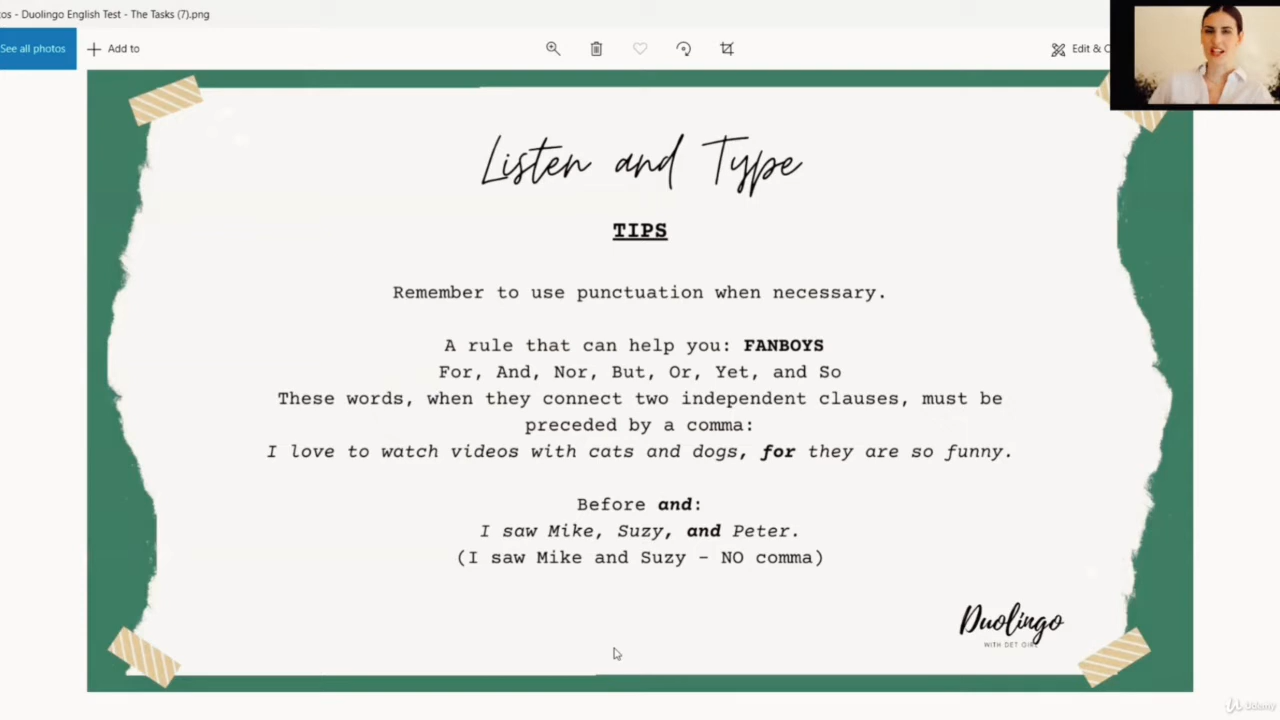 os - Duolingo English Test - The Tasks (7).png
See all photos
Add to
Edit & C
Listen and Type
TIPS
Remember to use punctuation when necessary.
A rule that can help you: FANBOYS
For, And, Nor, But, Or, Yet, and So
These words, when they connect two independent clauses, must be
preceded by a comma:
I love to watch videos with cats and dogs, for they are so funny.
Before and:
I saw Mike, Suzy, and Peter.
(I saw Mike and Suzy - NO comma)
Duolingo
WITH DET GIRL
Udemy